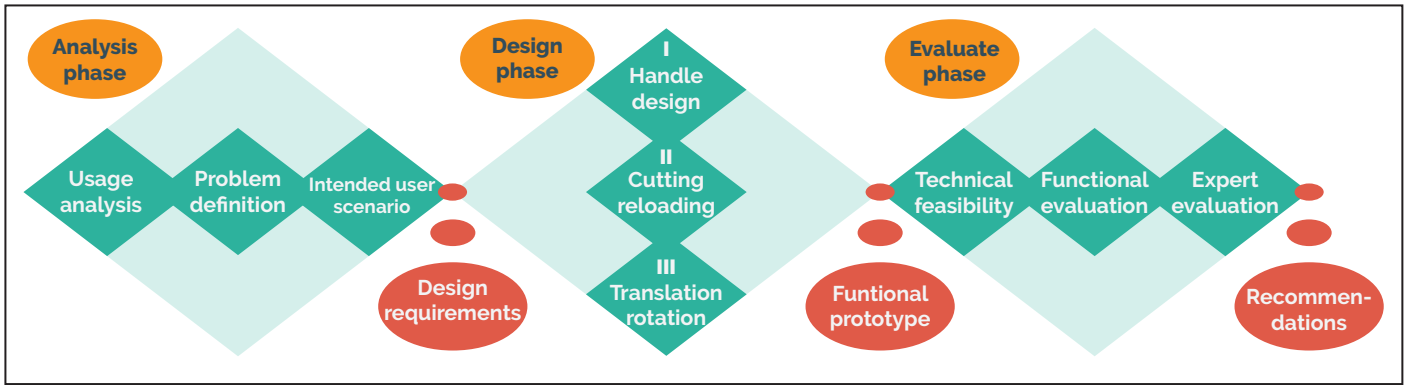 Analysis
phase
Usage
analysis
Problem
definition
Intended user
scenario
Design
requirements
Design
phase
I
Handle
design
II
Cutting
reloading
III
Translation
rotation
Funtional
prototype
Evaluate
phase
Technical
feasibility
Functional
evaluation
Expert
evaluation
Recommen-
dations